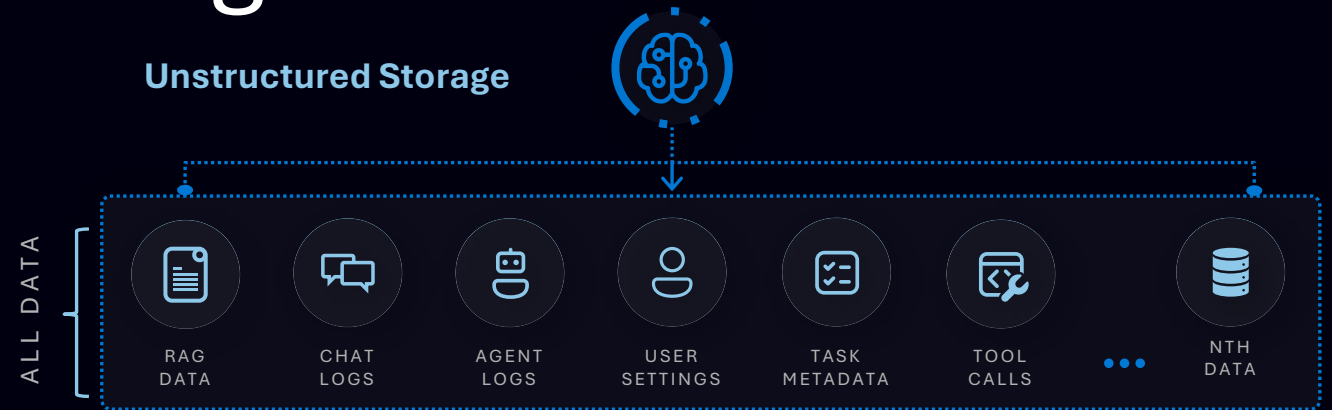 Unstructured Storage
ALL DATA
RAG
DATA
CHAT
LOGS
AGENT
LOGS
USER
SETTINGS
TASK
METADATA
TOOL
CALLS
NTH
DATA